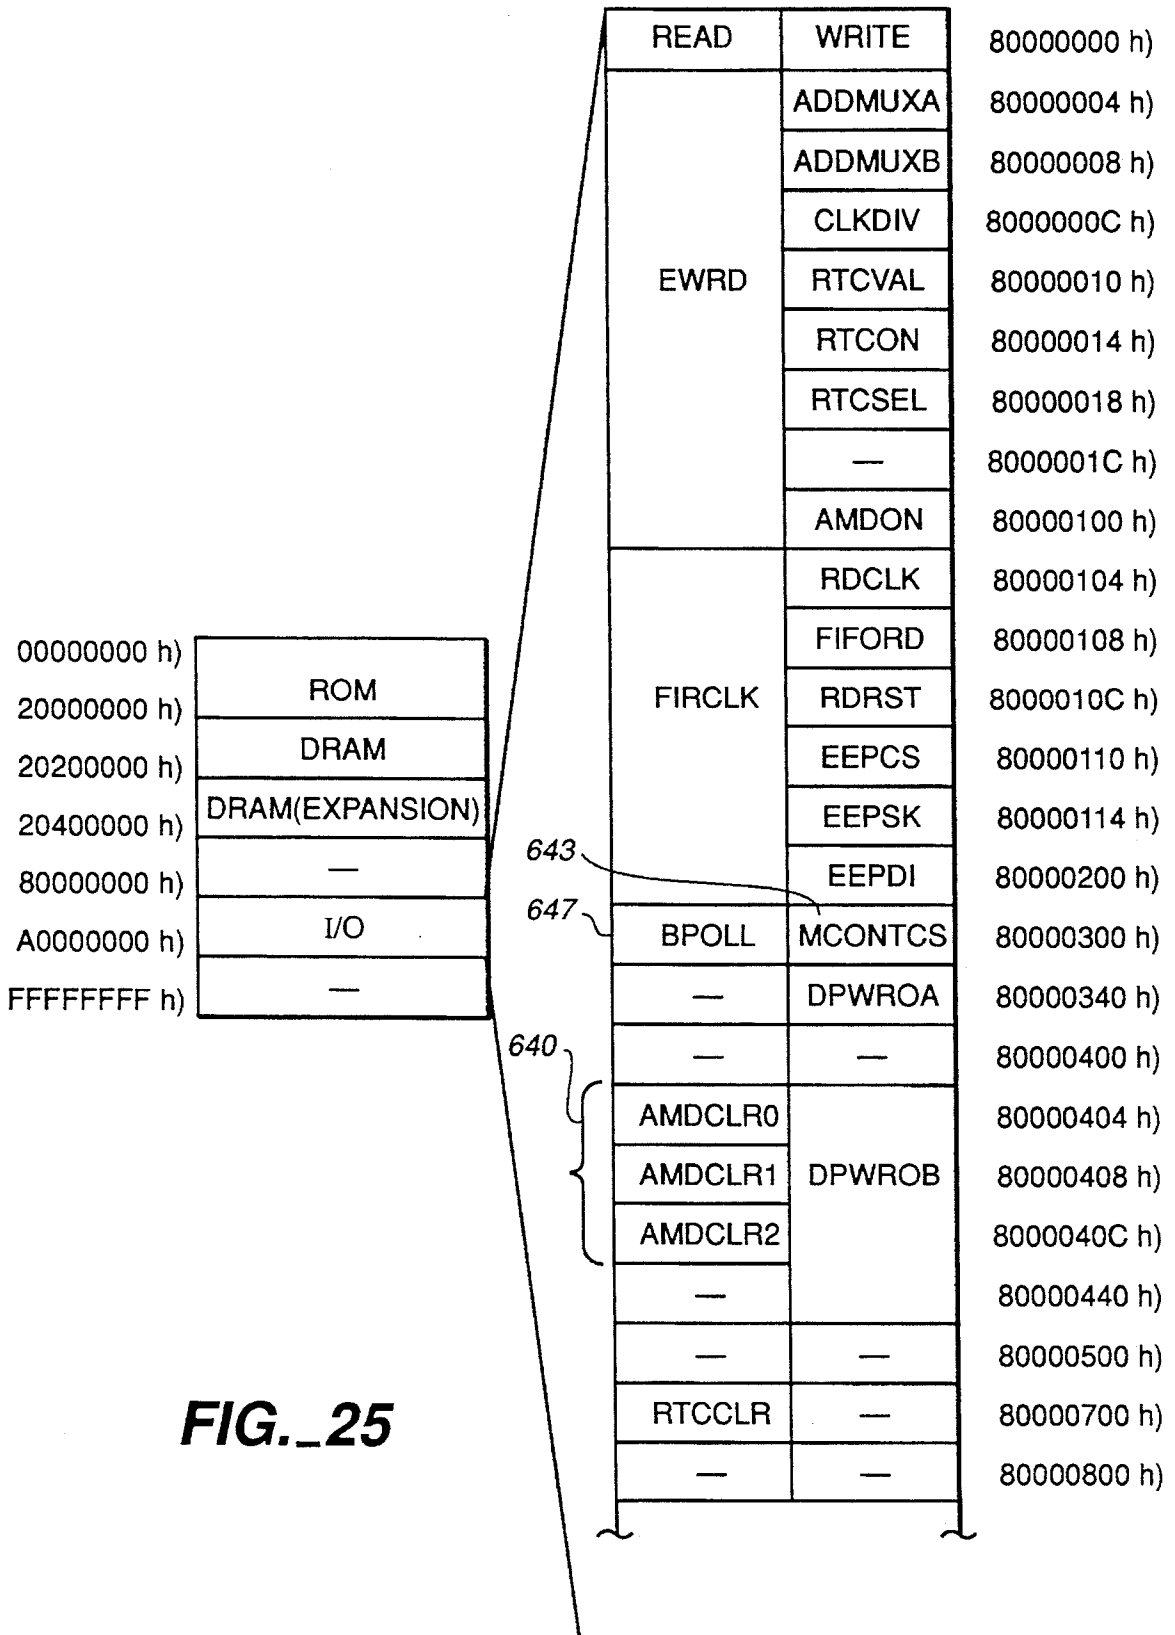 READ WRITE 80000000 h)
ADDMUXA 80000004 h)
ADDMUXB 80000008 h)
CLKDIV 8000000C h)
EWRD RTCVAL 80000010 h)
RTCON 80000014 h)
RTCSEL 80000018 h)
— 8000001C h)
AMDON 80000100 h)
RDCLK 80000104 h)
FIFORD 80000108 h)
FIRCLK RDRST 8000010C h)
EEPCS 80000110 h)
EEPSK 80000114 h)
EEPDI 80000200 h)
643
647 BPOLL MCONTCS 80000300 h)
— DPWROA 80000340 h)
— — 80000400 h)
640
AMDCLR0 80000404 h)
AMDCLR1 DPWROB 80000408 h)
AMDCLR2 8000040C h)
— 80000440 h)
— — 80000500 h)
RTCCLR — 80000700 h)
— — 80000800 h)
00000000 h)
ROM
20000000 h)
DRAM
20200000 h)
DRAM(EXPANSION)
20400000 h)
—
80000000 h)
I/O
A0000000 h)
—
FFFFFFFF h)
FIG._25